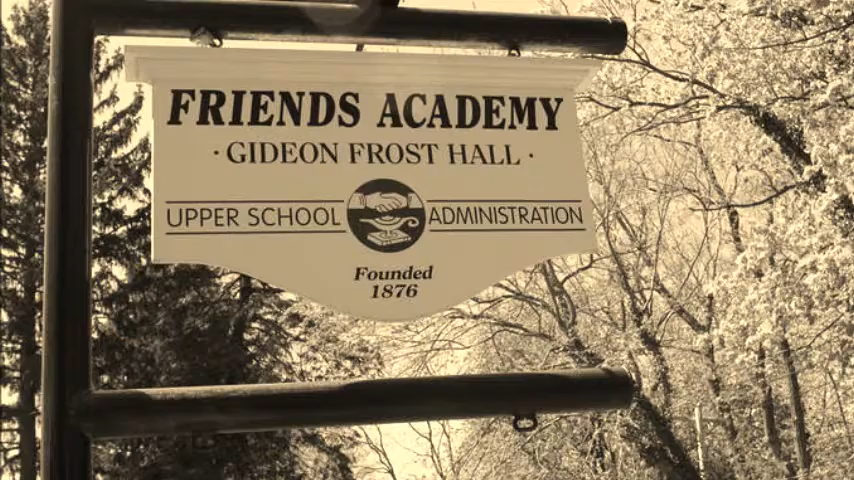 FRIENDS ACADEMY
· GIDEON FROST HALL ·
UPPER SCHOOL ADMINISTRATION
Founded
1876